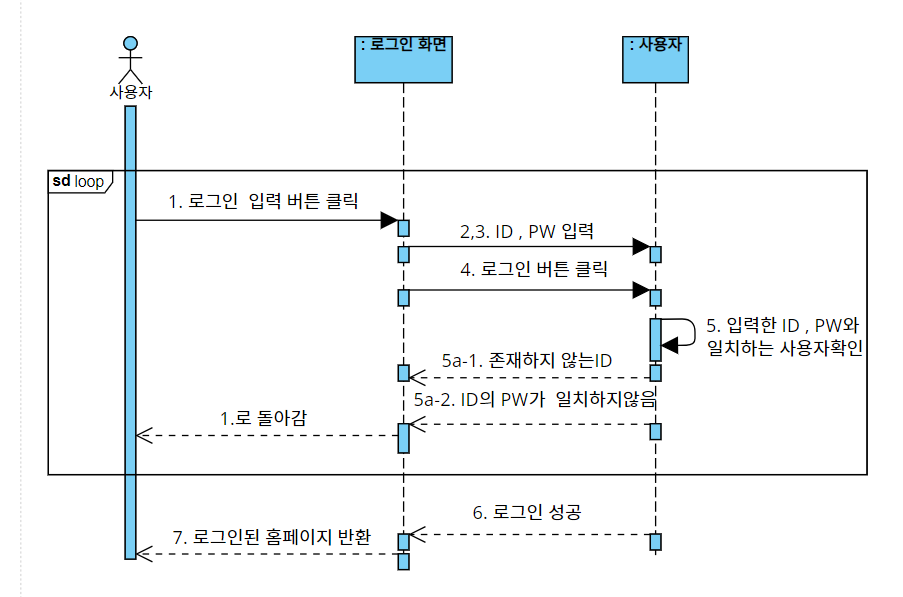 : 로그인 화면
: 사용자
사용자
sd loop
1. 로그인  입력 버튼 클릭
2,3. ID , PW 입력
4. 로그인 버튼 클릭
5. 입력한 ID , PW와
일치하는 사용자확인
5a-1. 존재하지 않는ID
5a-2. ID의 PW가  일치하지않음
1.로 돌아감
6. 로그인 성공
7. 로그인된 홈페이지 반환